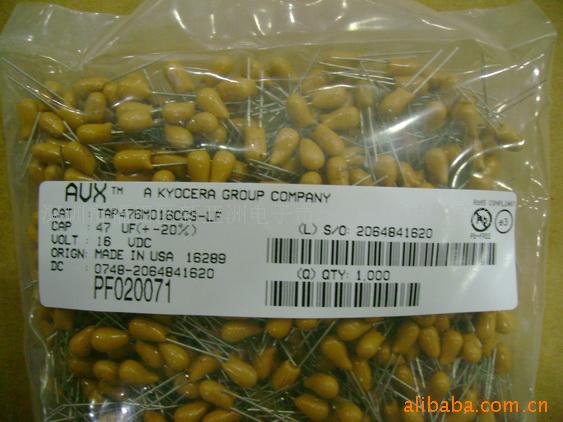 AVX™ A KYOCERA GROUP COMPANY
CAT : TAP476M016CCS-LF
CAP : 47 UF(+-20%)
VOLT : 16 VDC
ORIGN: MADE IN USA 16289
DC : 0748-2064841620
PF020071
(L) S/O: 2064841620
(Q) QTY: 1,000
RoHS COMPLIANT
Pb-FREE
e3
alibaba.com.cn